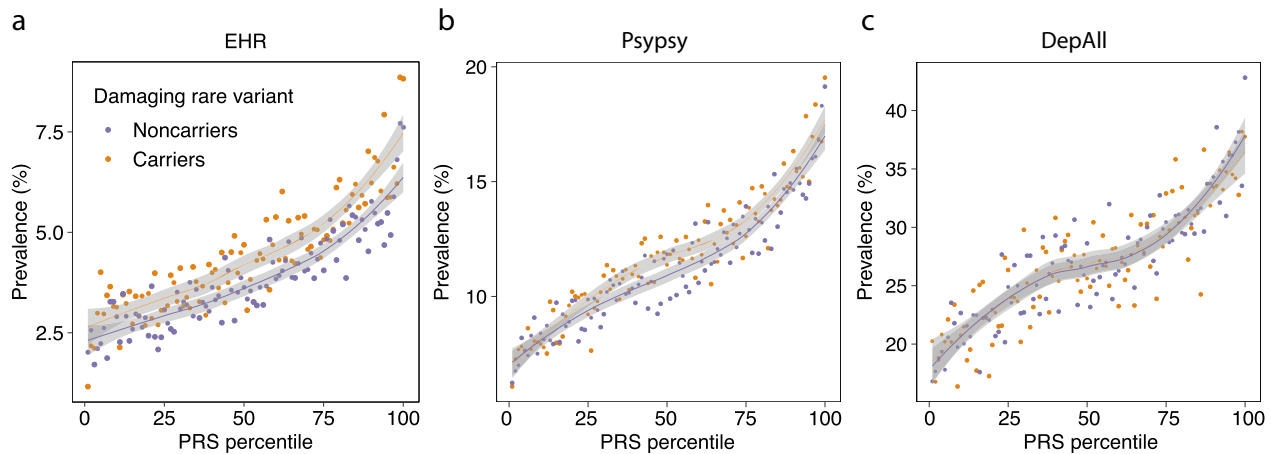 a
EHR
Damaging rare variant
Noncarriers
Carriers
7.5
5.0
2.5
Prevalence (%)
0 25 50 75 100
PRS percentile
b
Psypsy
20
15
10
Prevalence (%)
0 25 50 75 100
PRS percentile
c
DepAll
40
35
30
25
20
Prevalence (%)
0 25 50 75 100
PRS percentile